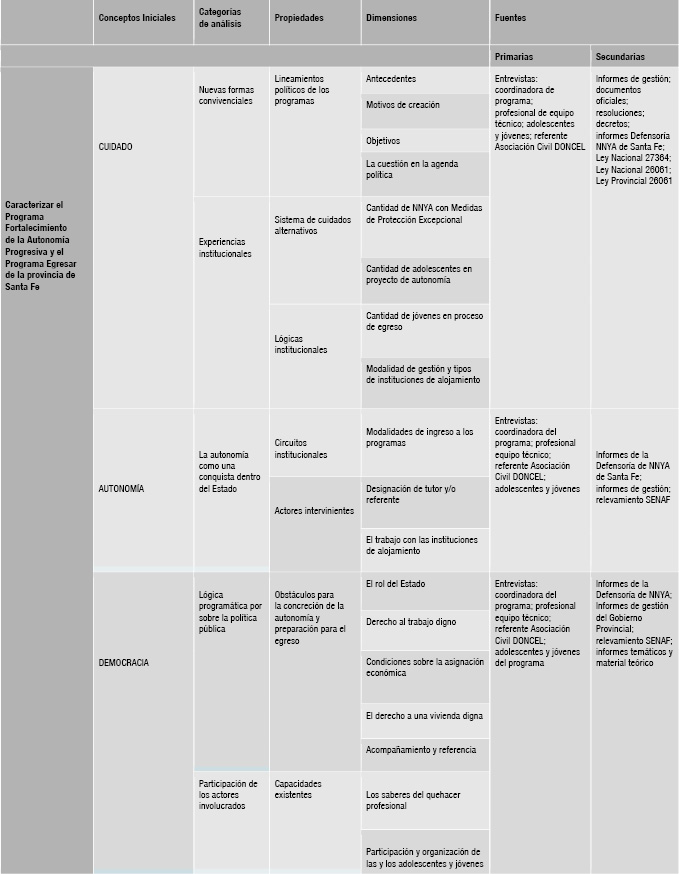 Conceptos Iniciales
Categorías
de análisis
Propiedades
Dimensiones
Fuentes
Primarias
Secundarias
Caracterizar el
Programa
Fortalecimiento
de la Autonomía
Progresiva y el
Programa Egresar
de la provincia de
Santa Fe
CUIDADO
Nuevas formas
convivenciales
Lineamientos
políticos de los
programas
Antecedentes
Motivos de creación
Objetivos
La cuestión en la agenda
política
Entrevistas:
coordinadora de
programa;
profesional de equipo
técnico; adolescentes
y jóvenes; referente
Asociación Civil DONCEL
Informes de gestión;
documentos
oficiales;
resoluciones;
decretos;
informes Defensoría
NNYA de Santa Fe;
Ley Nacional 27364;
Ley Nacional 26061;
Ley Provincial 26061
Experiencias
institucionales
Sistema de cuidados
alternativos
Cantidad de NNYA con Medidas
de Protección Excepcional
Cantidad de adolescentes en
proyecto de autonomía
Lógicas
institucionales
Cantidad de jóvenes en proceso
de egreso
Modalidad de gestión y tipos
de instituciones de alojamiento
AUTONOMÍA
La autonomía
como una
conquista dentro
del Estado
Circuitos
institucionales
Modalidades de ingreso a los
programas
Actores intervinientes
Designación de tutor y/o
referente
El trabajo con las instituciones
de alojamiento
Entrevistas:
coordinadora del
programa; profesional
equipo técnico;
referente Asociación
Civil DONCEL;
adolescentes y jóvenes
Informes de la
Defensoría de NNYA
de Santa Fe;
informes de gestión;
relevamiento SENAF
DEMOCRACIA
Lógica
programática por
sobre la política
pública
Obstáculos para
la concreción de la
autonomía y
preparación para el
egreso
El rol del Estado
Derecho al trabajo digno
Condiciones sobre la asignación
económica
El derecho a una vivienda digna
Acompañamiento y referencia
Entrevistas:
coordinadora del
programa; profesional
equipo técnico;
referente Asociación
Civil DONCEL;
adolescentes y jóvenes
del programa
Informes de la
Defensoría de NNYA;
Informes de gestión
del Gobierno
Provincial;
relevamiento SENAF;
informes temáticos y
material teórico
Participación de
los actores
involucrados
Capacidades
existentes
Los saberes del quehacer
profesional
Participación y organización de
las y los adolescentes y jóvenes